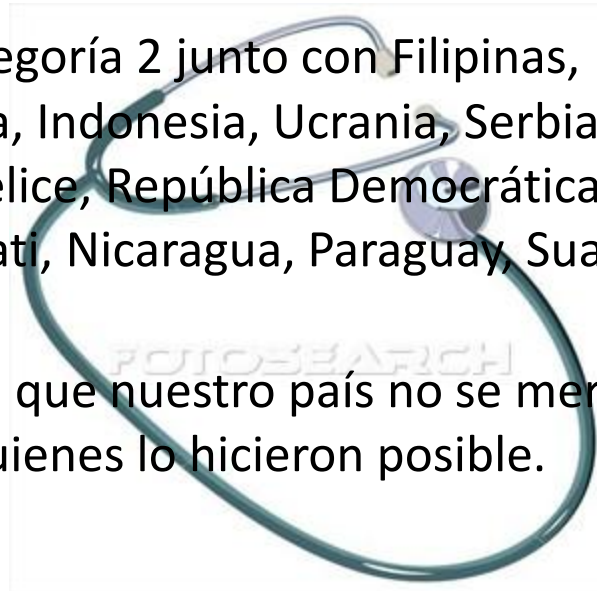 egoría 2 junto con Filipinas,
a, Indonesia, Ucrania, Serbia
elice, República Democrática
ati, Nicaragua, Paraguay, Sua
FOTOSEARCH
que nuestro país no se mer
uienes lo hicieron posible.